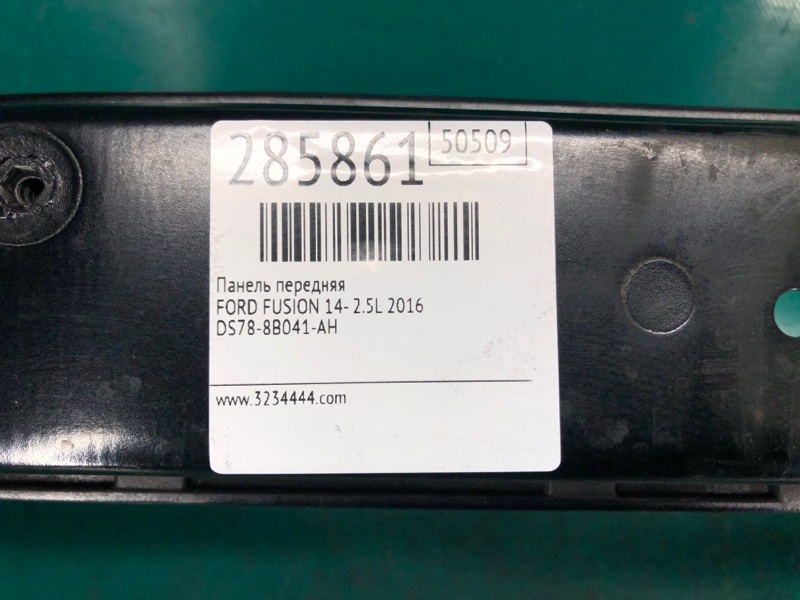 285861
50509
Панель передняя
FORD FUSION 14- 2.5L 2016
DS78-8B041-AH
www.3234444.com